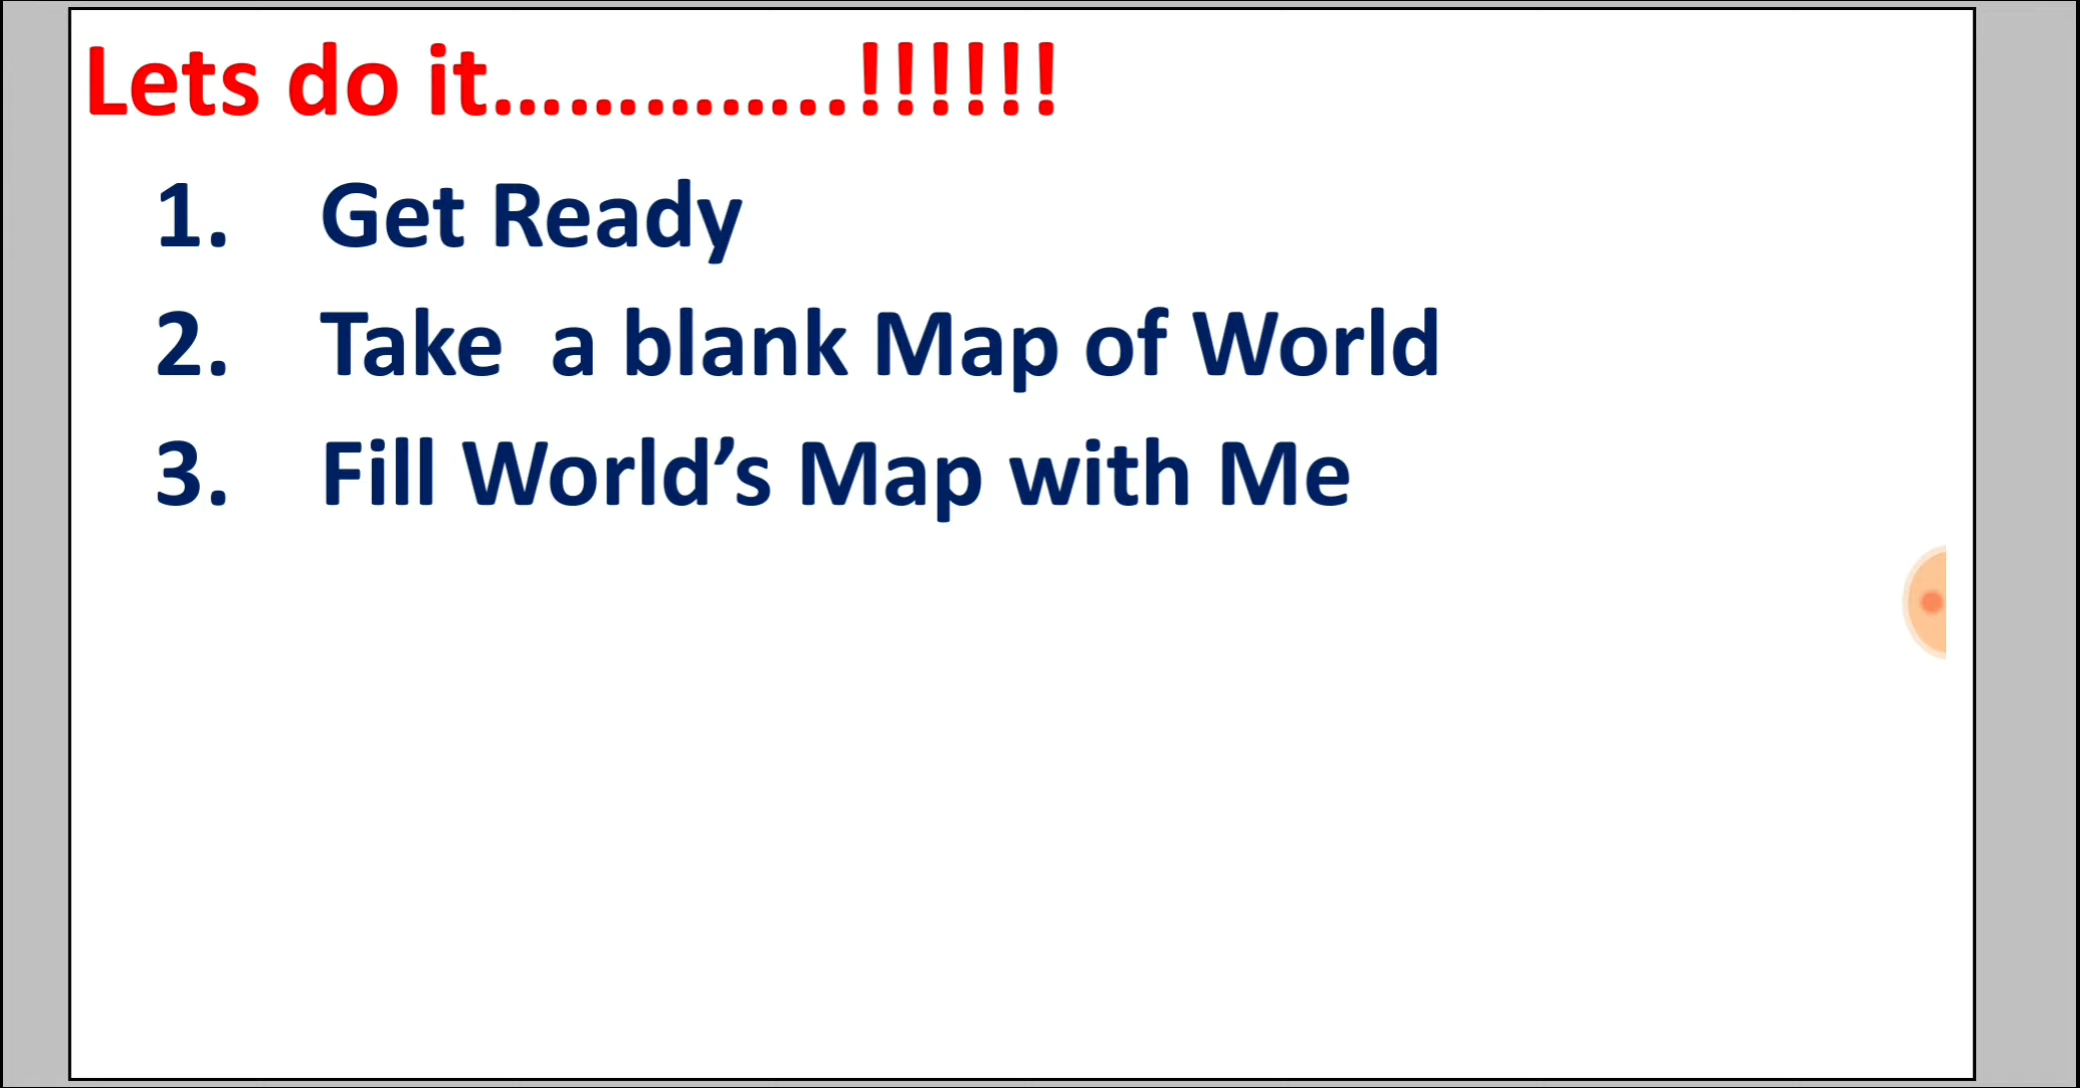 Lets do it..............!!!!!!
1. Get Ready
2. Take  a blank Map of World
3. Fill World’s Map with Me